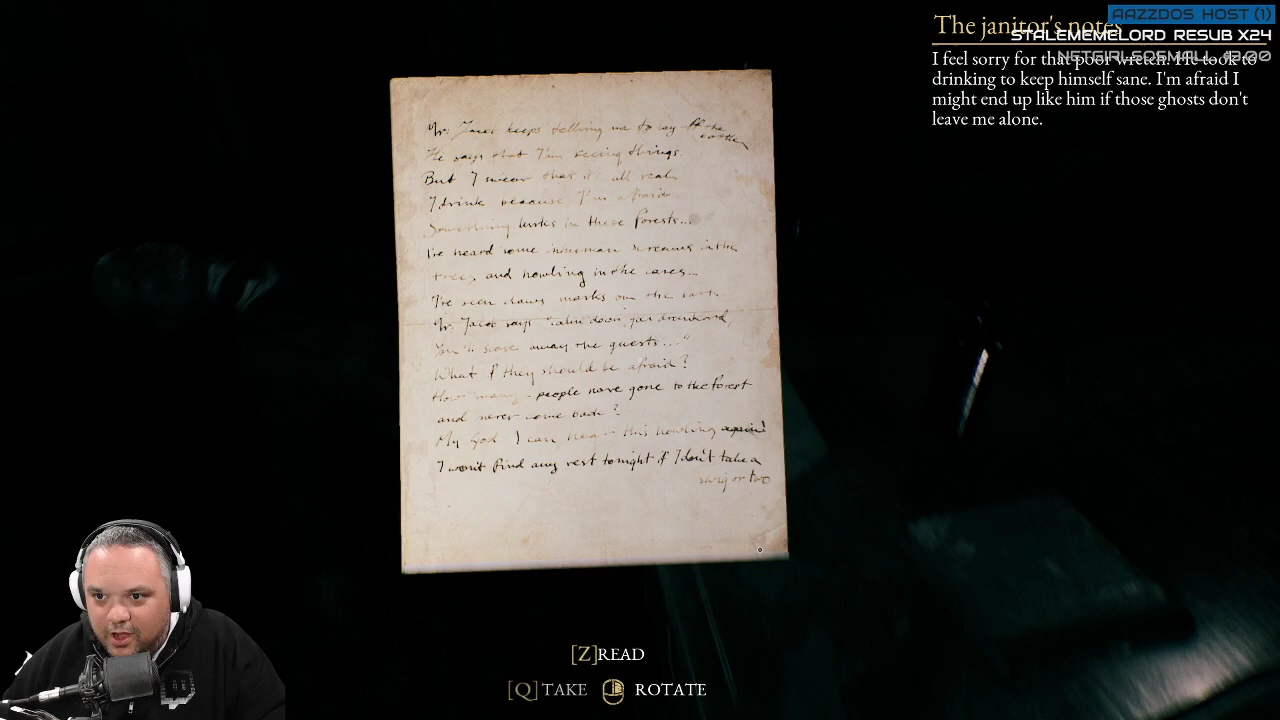 AAZZDOS HOST (1)
The janitor's notes
STALEMEMELORD RESUB X24
NETGIRLSOSMALL $3.00
I feel sorry for that poor wretch. He took to
drinking to keep himself sane. I'm afraid I
might end up like him if those ghosts don't
leave me alone.
Mr. Jacob keeps telling me to lay off the
bottle
He says that I'm seeing things.
But I swear that it's all real
I drink because I'm afraid.
Something lurks in these forests...
I've heard some inhuman screams in the
trees, and howling in the caves...
I've seen claws marks on the
Mr. Jacob says "calm down, you drunkard,
You'll scare away the guests..."
What if they should be afraid?
How many people have gone to the forest
and never come back?
My God I can hear this howling again!
I won't find any rest tonight if I don't take a
swig or two
[Z]READ
[Q]TAKE ROTATE